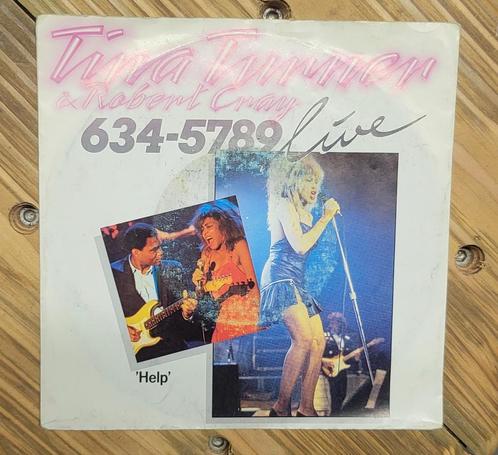 Tina Turner
& Robert Cray
634-5789 live
'Help'